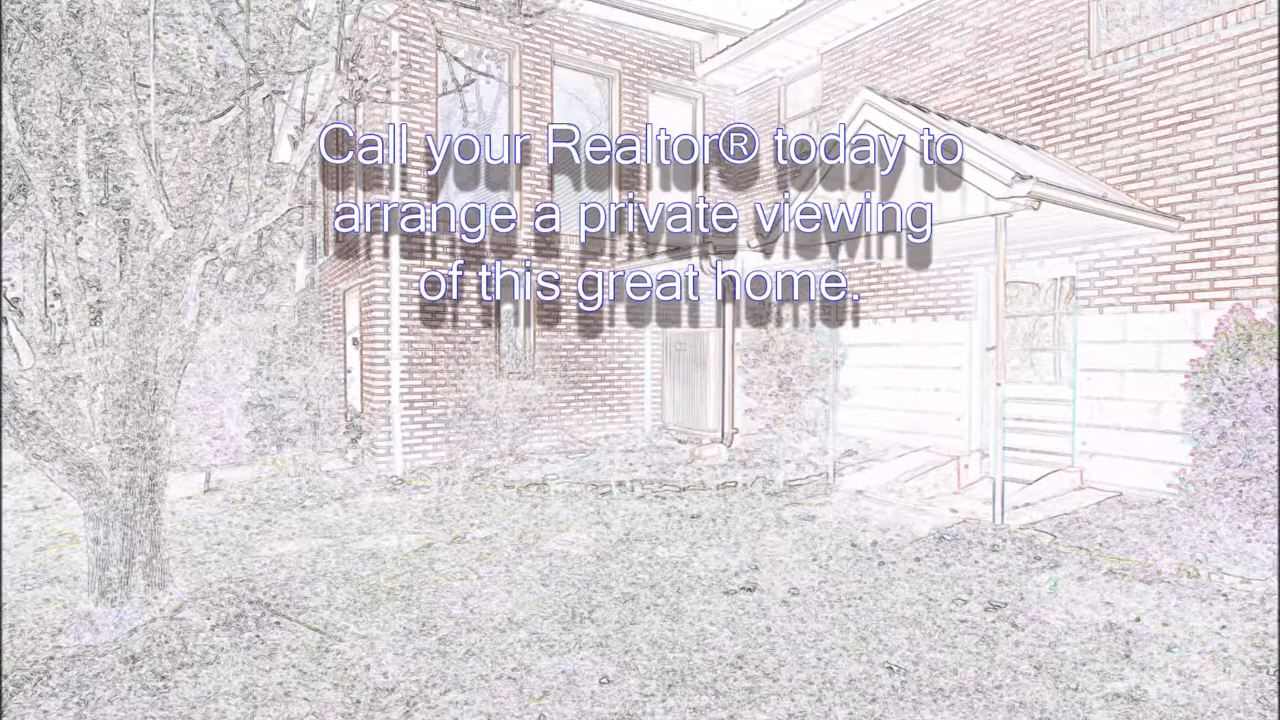 Call your Realtor® today to
arrange a private viewing
of this great home.